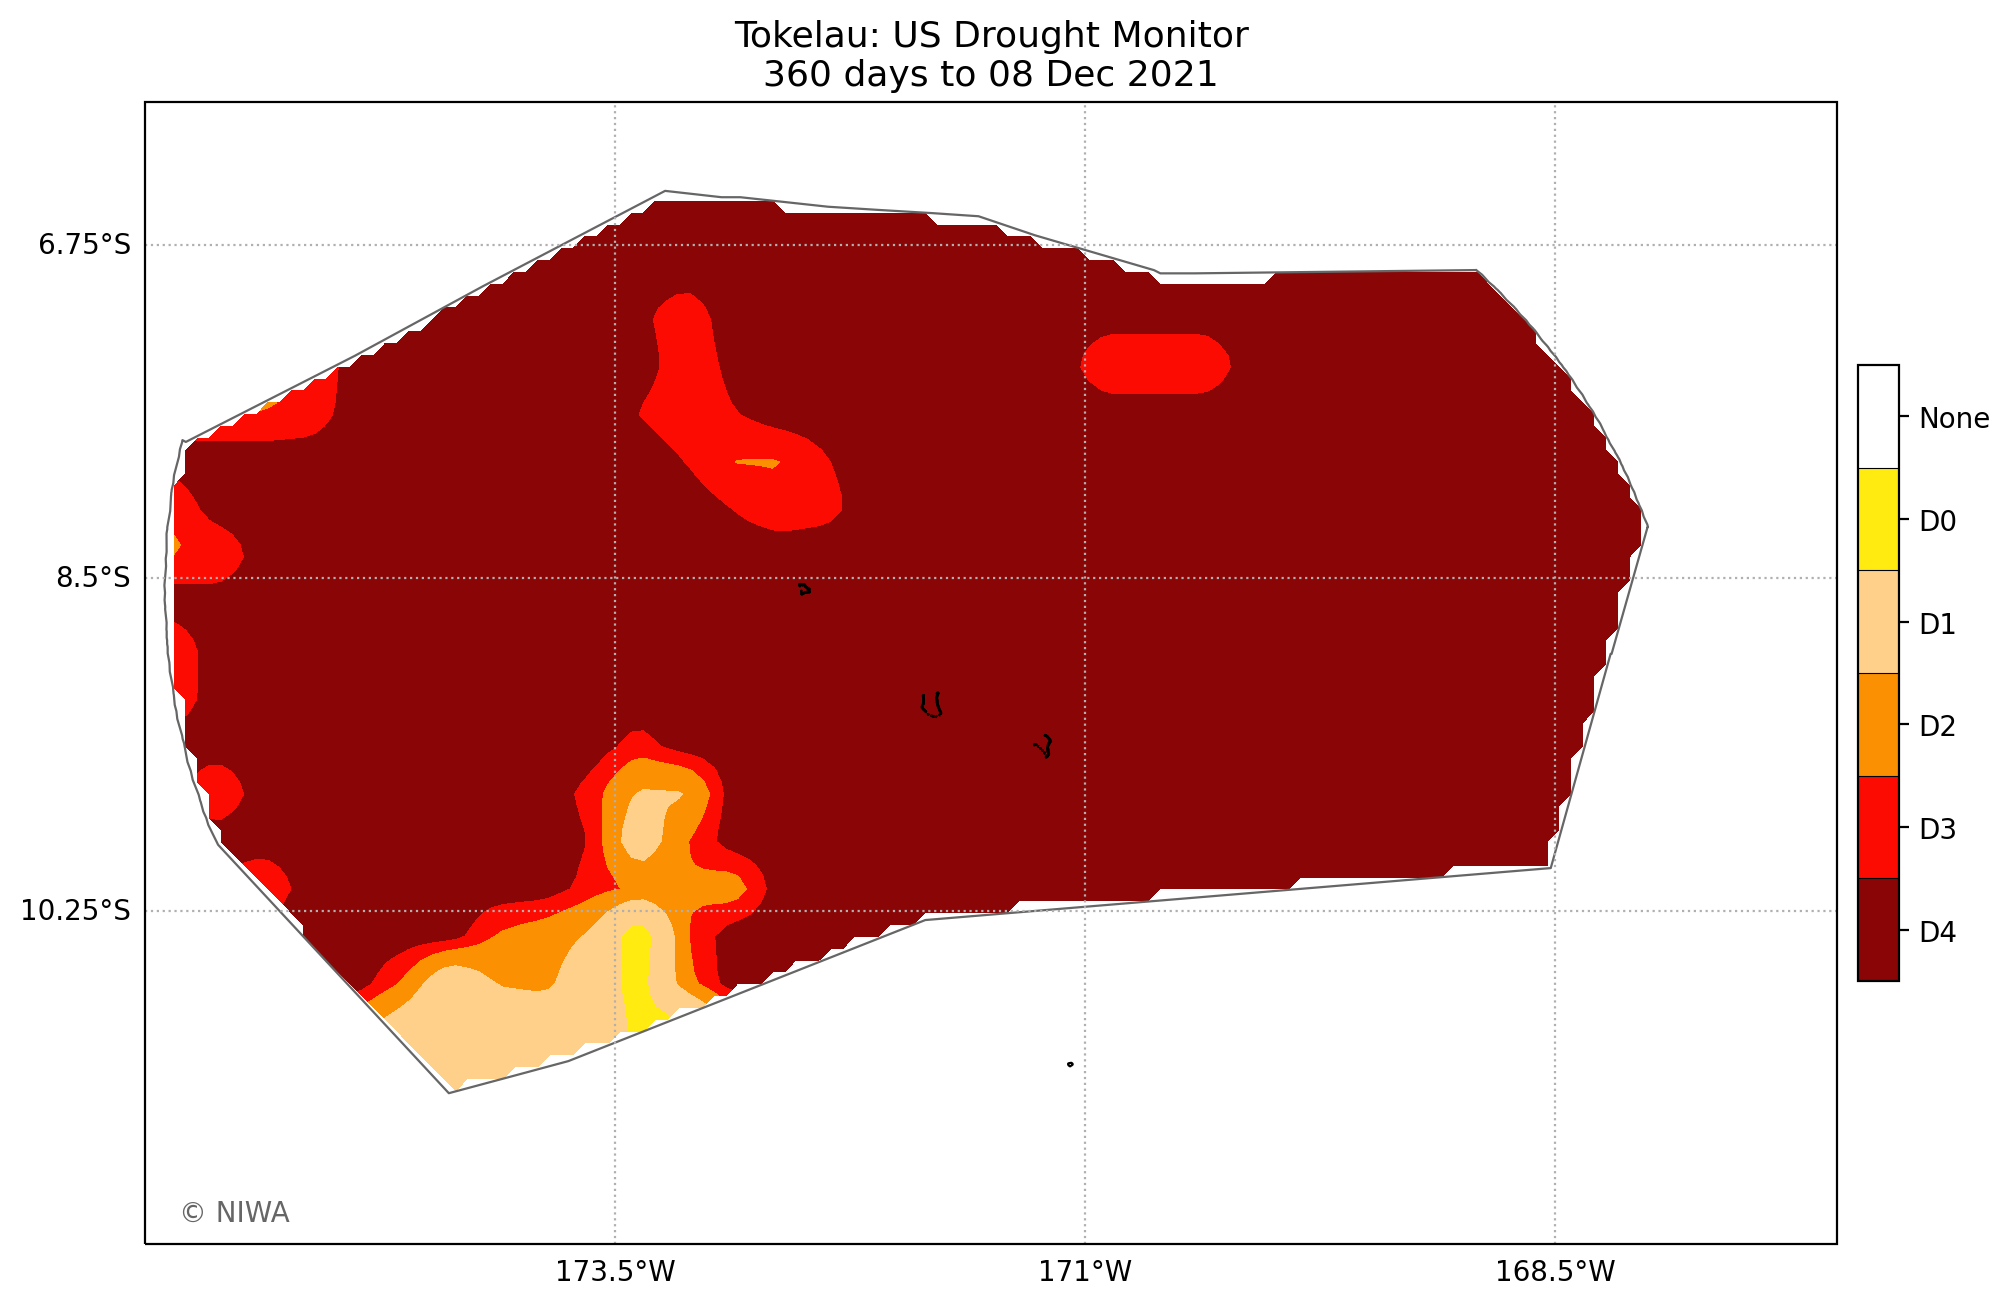 Tokelau: US Drought Monitor
360 days to 08 Dec 2021
6.75°S
8.5°S
10.25°S
173.5°W
171°W
168.5°W
None
D0
D1
D2
D3
D4
© NIWA